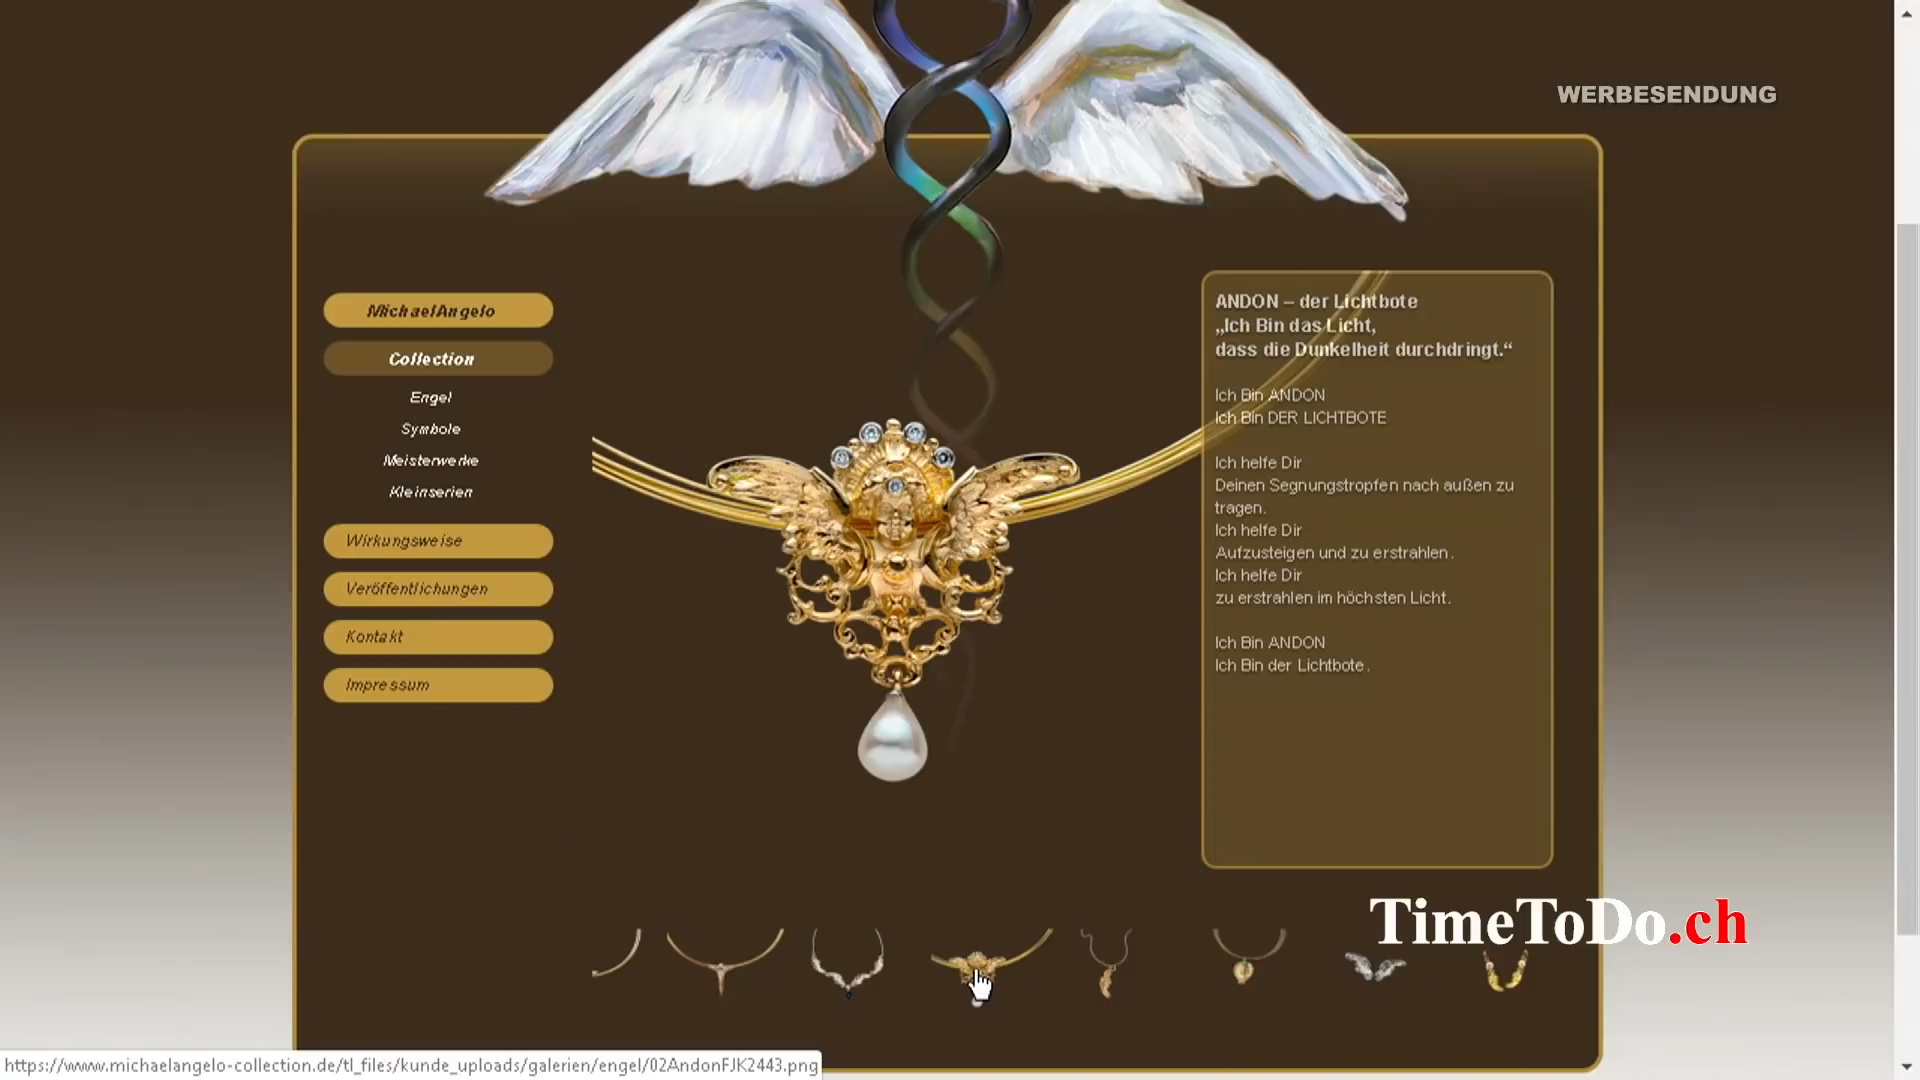 WERBESENDUNG
MichaelAngelo
Collection
Engel
Symbole
Meisterwerke
Kleinserien
Wirkungsweise
Veröffentlichungen
Kontakt
Impressum
ANDON – der Lichtbote
„Ich Bin das Licht,
dass die Dunkelheit durchdringt.“
Ich Bin ANDON
Ich Bin DER LICHTBOTE
Ich helfe Dir
Deinen Segnungstropfen nach außen zu
tragen.
Ich helfe Dir
Aufzusteigen und zu erstrahlen.
Ich helfe Dir
zu erstrahlen im höchsten Licht.
Ich Bin ANDON
Ich Bin der Lichtbote.
TimeToDo.ch
https://www.michaelangelo-collection.de/tl_files/kunde_uploads/galerien/engel/02AndonFJK2443.png